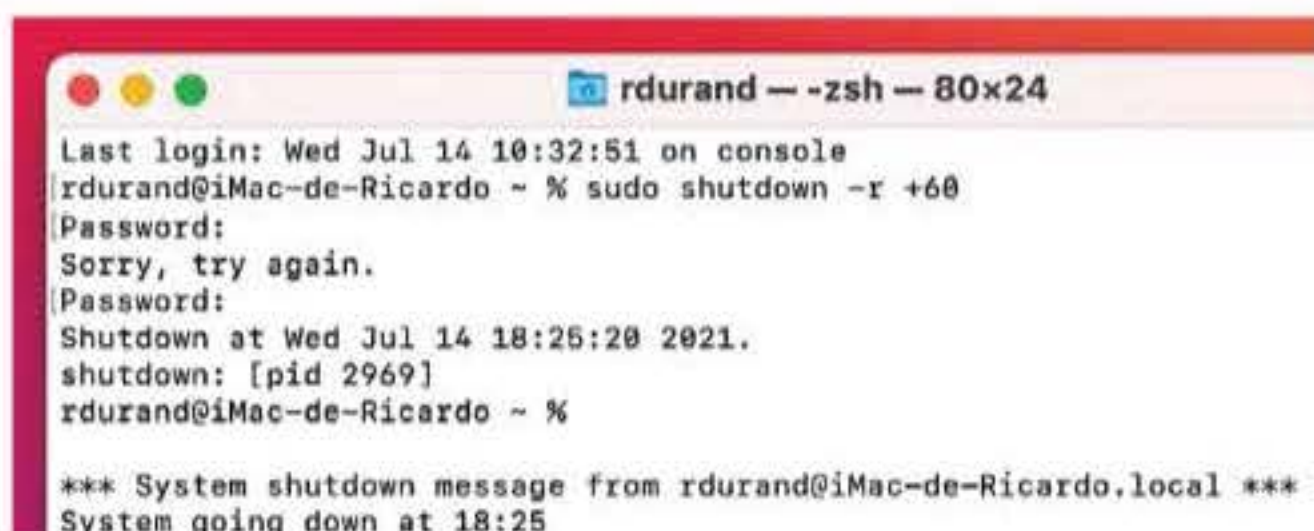 rdurand — -zsh — 80×24
Last login: Wed Jul 14 10:32:51 on console
rdurand@iMac-de-Ricardo ~ % sudo shutdown -r +60
Password:
Sorry, try again.
Password:
Shutdown at Wed Jul 14 18:25:20 2021.
shutdown: [pid 2969]
rdurand@iMac-de-Ricardo ~ %
*** System shutdown message from rdurand@iMac-de-Ricardo.local ***
System going down at 18:25